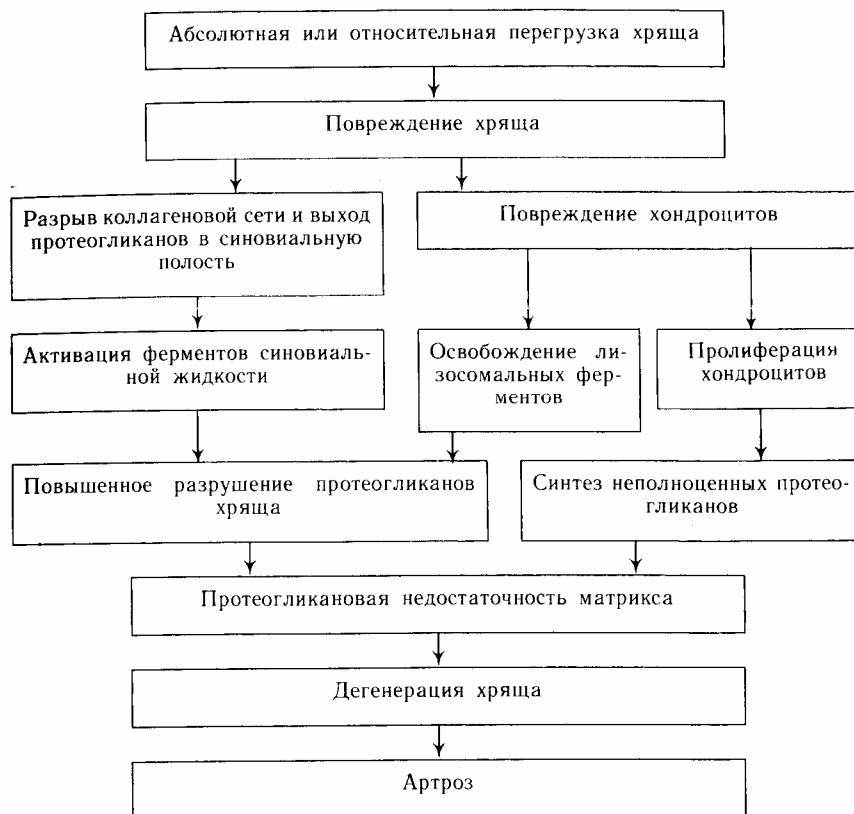 Абсолютная или относительная перегрузка хряща
Повреждение хряща
Разрыв коллагеновой сети и выход
протеогликанов в синовиальную
полость
Повреждение хондроцитов
Активация ферментов синовиаль-
ной жидкости
Освобождение ли-
зосомальных фер-
ментов
Пролиферация
хондроцитов
Повышенное разрушение протеогликанов
хряща
Синтез неполноценных протео-
гликанов
Протеогликановая недостаточность матрикса
Дегенерация хряща
Артроз